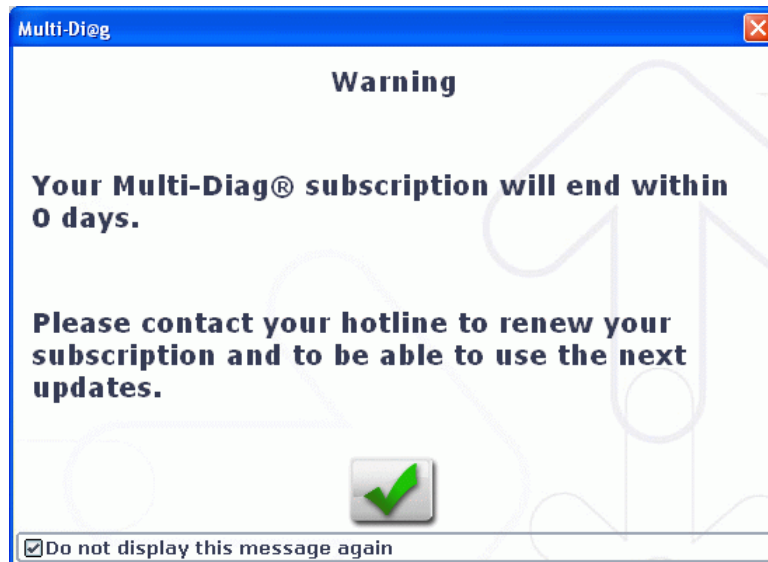 Multi-Di@g
Warning
Your Multi-Diag® subscription will end within
0 days.
Please contact your hotline to renew your
subscription and to be able to use the next
updates.
Do not display this message again